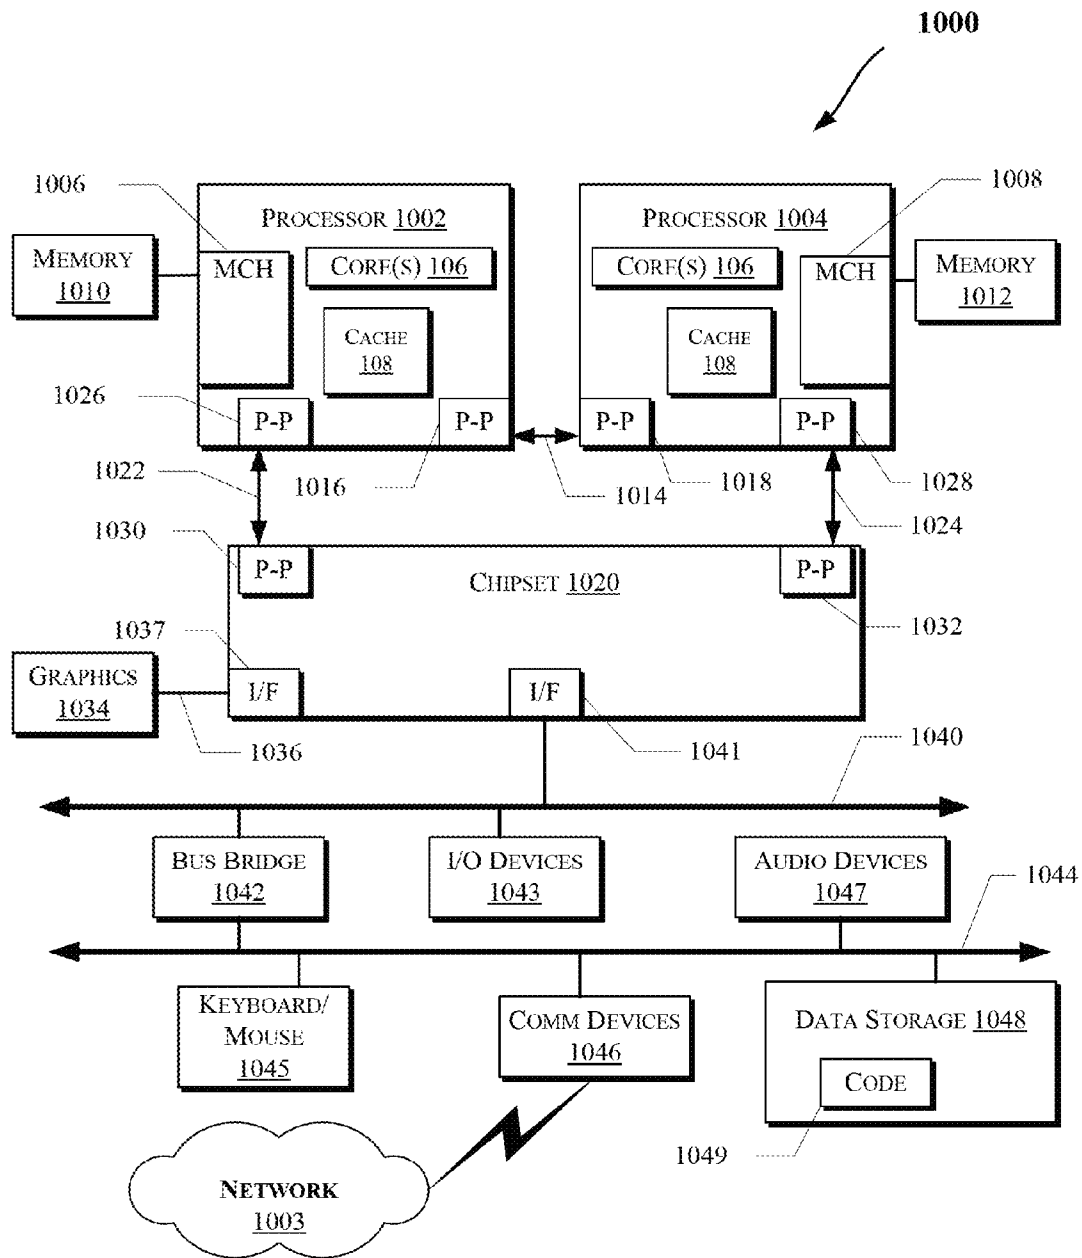 1000
1006
1008
PROCESSOR 1002
PROCESSOR 1004
MEMORY
1010
MCH
CORE(S) 106
CORE(S) 106
MCH
MEMORY
1012
CACHE
108
CACHE
108
1026
P-P
P-P
P-P
P-P
1022
1016
1014
1018
1028
1024
1030
P-P
CHIPSET 1020
P-P
1032
1037
GRAPHICS
1034
I/F
I/F
1036
1041
1040
BUS BRIDGE
1042
I/O DEVICES
1043
AUDIO DEVICES
1047
1044
KEYBOARD/
MOUSE
1045
COMM DEVICES
1046
DATA STORAGE 1048
CODE
1049
NETWORK
1003